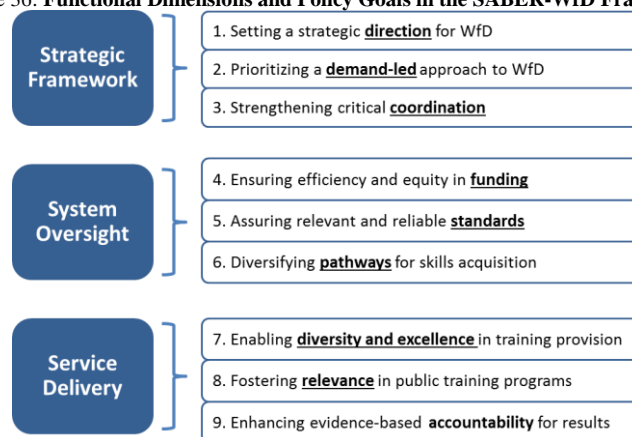 Functional Dimensions and Policy Goals in the SABER-WfD
Strategic
Framework
1. Setting a strategic direction for WfD
2. Prioritizing a demand-led approach to WfD
3. Strengthening critical coordination
System
Oversight
4. Ensuring efficiency and equity in funding
5. Assuring relevant and reliable standards
6. Diversifying pathways for skills acquisition
Service
Delivery
7. Enabling diversity and excellence in training provision
8. Fostering relevance in public training programs
9. Enhancing evidence-based accountability for results